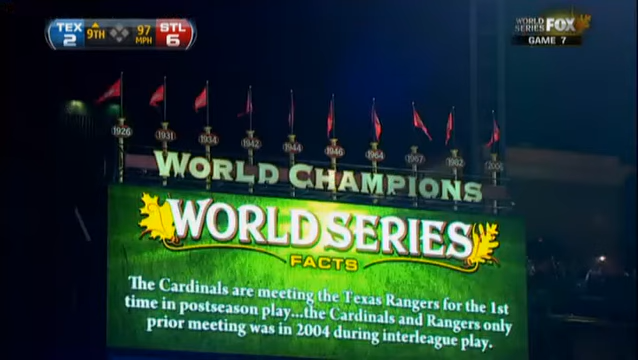 TEX 2 9TH 97 MPH STL 6
WORLD SERIES FOX
GAME 7
1926 1931 1934 1942 1944 1946 1964 1967 1982 2006
WORLD CHAMPIONS
WORLD SERIES
FACTS
The Cardinals are meeting the Texas Rangers for the 1st
time in postseason play...the Cardinals and Rangers only
prior meeting was in 2004 during interleague play.